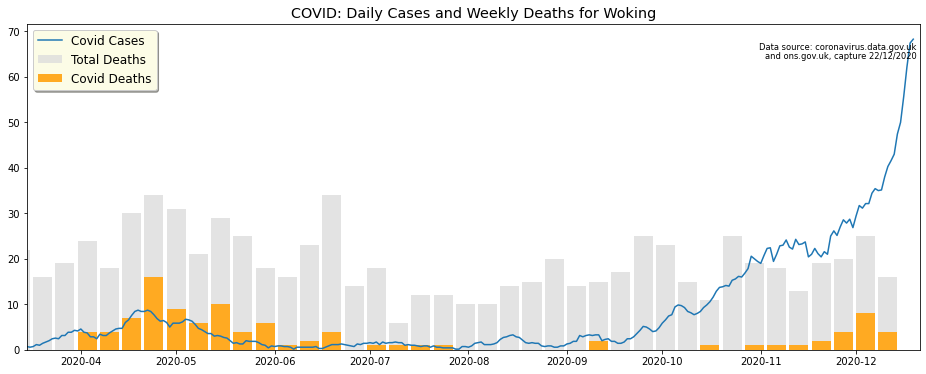 COVID: Daily Cases and Weekly Deaths for Woking
70
60
50
40
30
20
10
0
Covid Cases
Total Deaths
Covid Deaths
Data source: coronavirus.data.gov.uk
and ons.gov.uk, capture 22/12/2020
2020-04 2020-05 2020-06 2020-07 2020-08 2020-09 2020-10 2020-11 2020-12